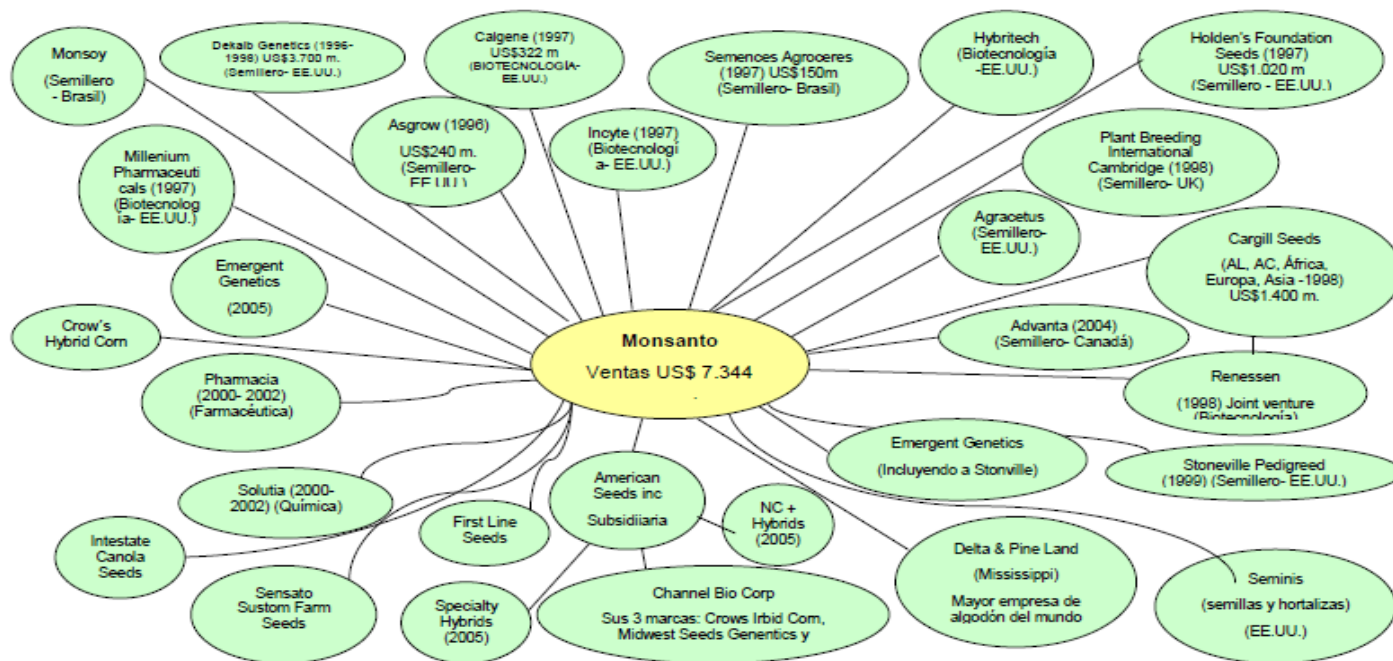 Monsoy
(Semillero
- Brasil)
Dekalb Genetics (1996-
1998) US$3.700 m.
(Semillero- EE.UU.)
Calgene (1997)
US$322 m
(BIOTECNOLOGÍA-
EE.UU.)
Semences Agroceres
(1997) US$150m
(Semillero- Brasil)
Hybritech
(Biotecnología
-EE.UU.)
Holden's Foundation
Seeds (1997)
US$1.020 m
(Semillero - EE.UU.)
Millenium
Pharmaceuti
cals (1997)
(Biotecnolog
ía- EE.UU.)
Asgrow (1996)
US$240 m.
(Semillero-
EE.UU.)
Incyte (1997)
(Biotecnologí
a- EE.UU.)
Plant Breeding
International
Cambridge (1998)
(Semillero- UK)
Agracetus
(Semillero-
EE.UU.)
Cargill Seeds
(AL, AC, África,
Europa, Asia -1998)
US$1.400 m.
Emergent
Genetics
(2005)
Crow´s
Hybrid Corn
Monsanto
Ventas US$ 7.344
Advanta (2004)
(Semillero- Canadá)
Pharmacia
(2000- 2002)
(Farmacéutica)
Renessen
(1998) Joint venture
(Biotecnología)
Emergent Genetics
(Incluyendo a Stonville)
Stoneville Pedigreed
(1999) (Semillero- EE.UU.)
Solutia (2000-
2002) (Química)
First Line
Seeds
American
Seeds inc
Subsidiiaria
NC +
Hybrids
(2005)
Intestate
Canola
Seeds
Sensato
Sustom Farm
Seeds
Specialty
Hybrids
(2005)
Channel Bio Corp
Sus 3 marcas: Crows Irbid Corn,
Midwest Seeds Genentics y
Delta & Pine Land
(Mississippi)
Mayor empresa de
algodón del mundo
Seminis
(semillas y hortalizas)
(EE.UU.)